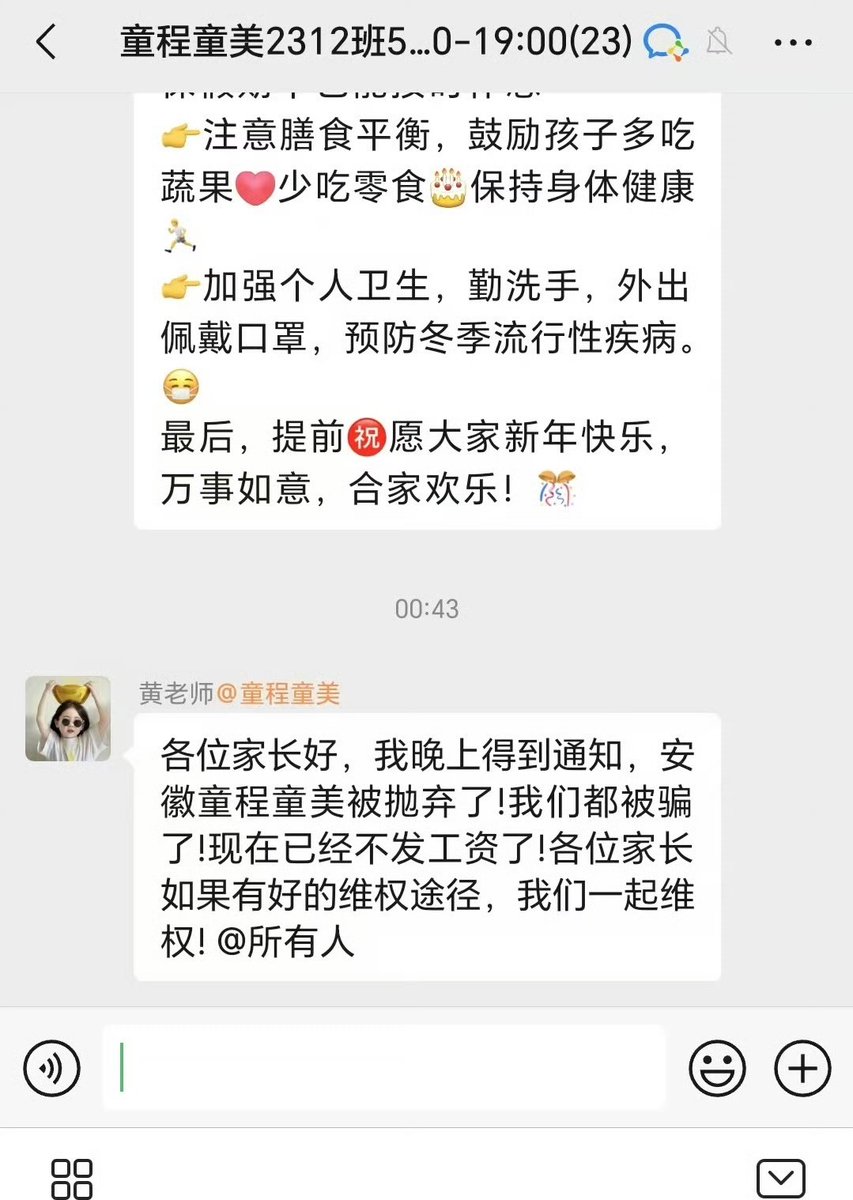 童程童美2312班5...0-19:00(23)
👉注意膳食平衡，鼓励孩子多吃
蔬果❤️少吃零食🎂保持身体健康
🏃
👉加强个人卫生，勤洗手，外出
佩戴口罩，预防冬季流行性疾病。
😷
最后，提前㊗️愿大家新年快乐，
万事如意，合家欢乐！🎊
00:43
黄老师@童程童美
各位家长好，我晚上得到通知，安
徽童程童美被抛弃了!我们都被骗
了!现在已经不发工资了!各位家长
如果有好的维权途径，我们一起维
权! @所有人